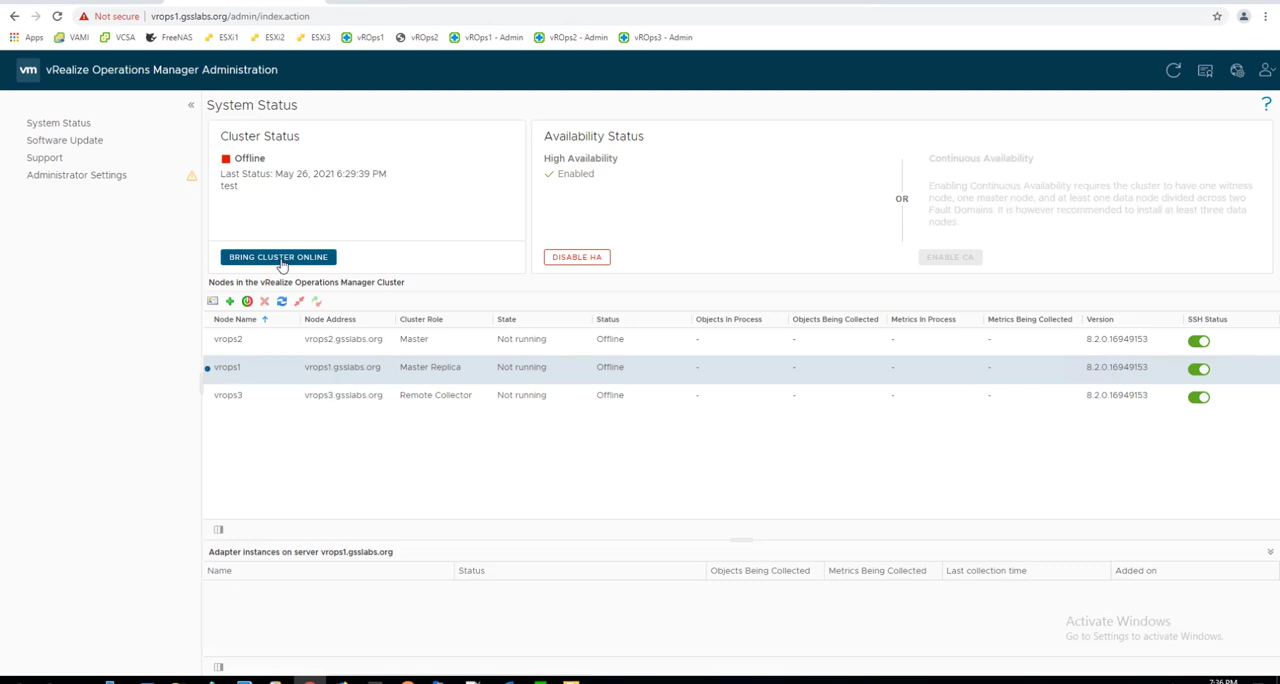 Not secure | vrops1.gsslabs.org/admin/index.action
Apps VAMI VCSA FreeNAS ESXi1 ESXi2 ESXi3 vROps1 vROps2 vROps1 - Admin vROps2 - Admin vROps3 - Admin
vm vRealize Operations Manager Administration
« System Status
?
System Status
Software Update
Support
Administrator Settings
Cluster Status
Offline
Last Status: May 26, 2021 6:29:39 PM
test
BRING CLUSTER ONLINE
Availability Status
High Availability
Enabled
DISABLE HA
OR
Continuous Availability
Enabling Continuous Availability requires the cluster to have one witness
node, one master node, and at least one data node divided across two
Fault Domains. It is however recommended to install at least three data
nodes.
ENABLE CA
Nodes in the vRealize Operations Manager Cluster
Node Name Node Address Cluster Role State Status Objects In Process Objects Being Collected Metrics In Process Metrics Being Collected Version SSH Status
vrops2 vrops2.gsslabs.org Master Not running Offline - - - - 8.2.0.16949153
vrops1 vrops1.gsslabs.org Master Replica Not running Offline - - - - 8.2.0.16949153
vrops3 vrops3.gsslabs.org Remote Collector Not running Offline - - - - 8.2.0.16949153
Adapter instances on server vrops1.gsslabs.org
Name Status Objects Being Collected Metrics Being Collected Last collection time Added on
Activate Windows
Go to Settings to activate Windows.
7:36 PM